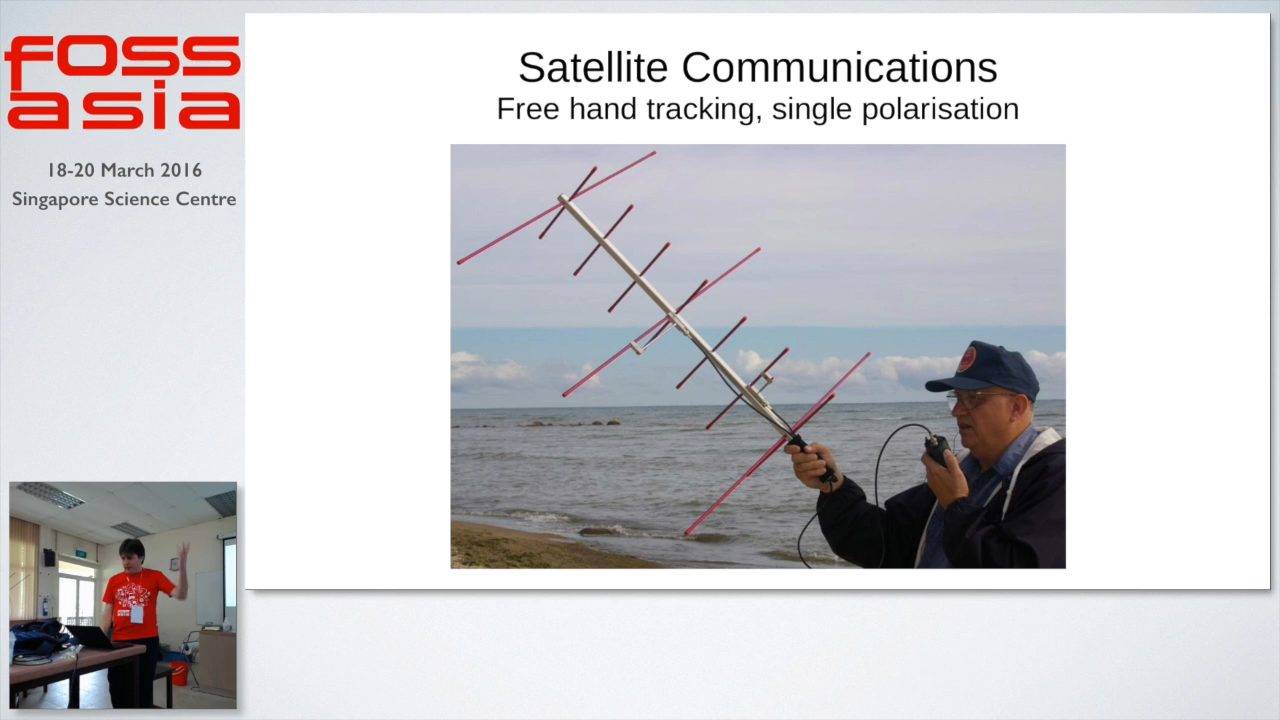 foss
asia
18-20 March 2016
Singapore Science Centre
Satellite Communications
Free hand tracking, single polarisation